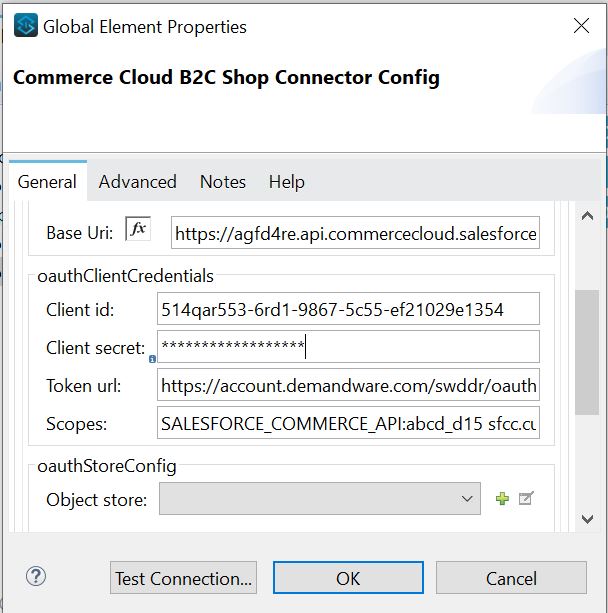 Global Element Properties
Commerce Cloud B2C Shop Connector Config
General Advanced Notes Help
Base Uri: fx https://agfd4re.api.commercecloud.salesforce
oauthClientCredentials
Client id: 514qar553-6rd1-9867-5c55-ef21029e1354
Client secret: ******************
Token url: https://account.demandware.com/swddr/oauth
Scopes: SALESFORCE_COMMERCE_API:abcd_d15 sfcc.cu
oauthStoreConfig
Object store:
? Test Connection... OK Cancel